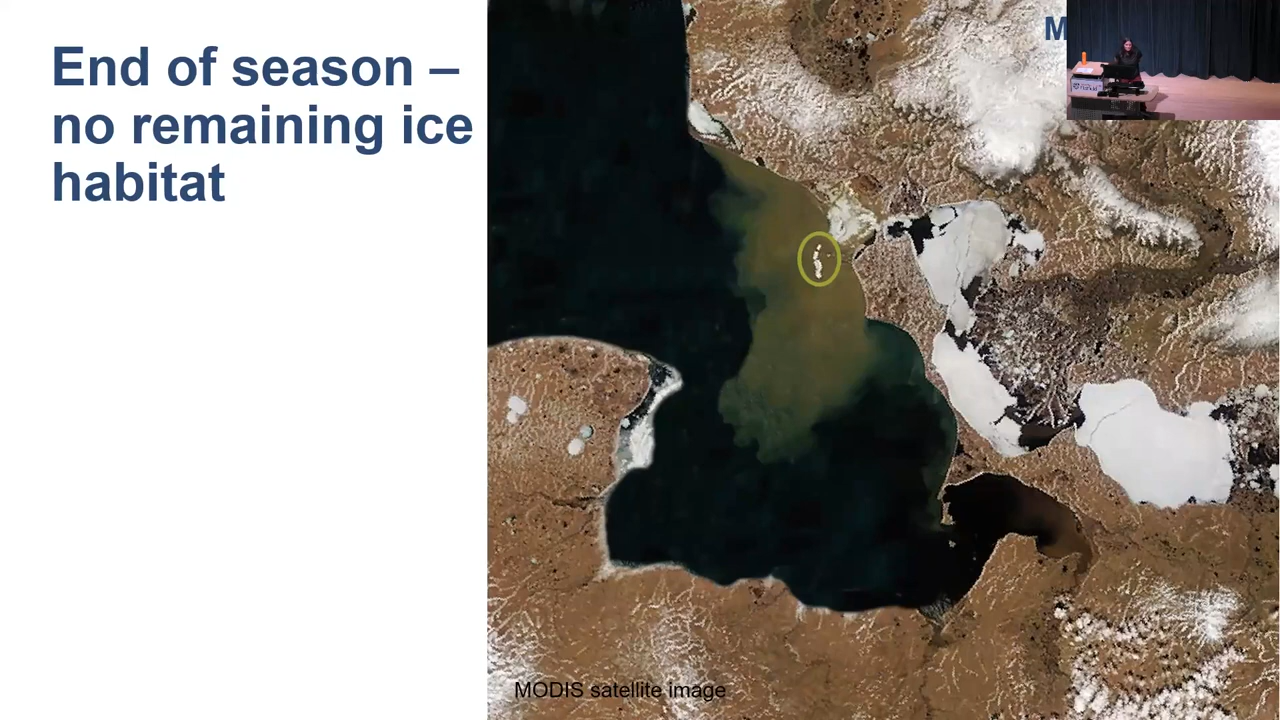 End of season –
no remaining ice
habitat
M
MODIS satellite image